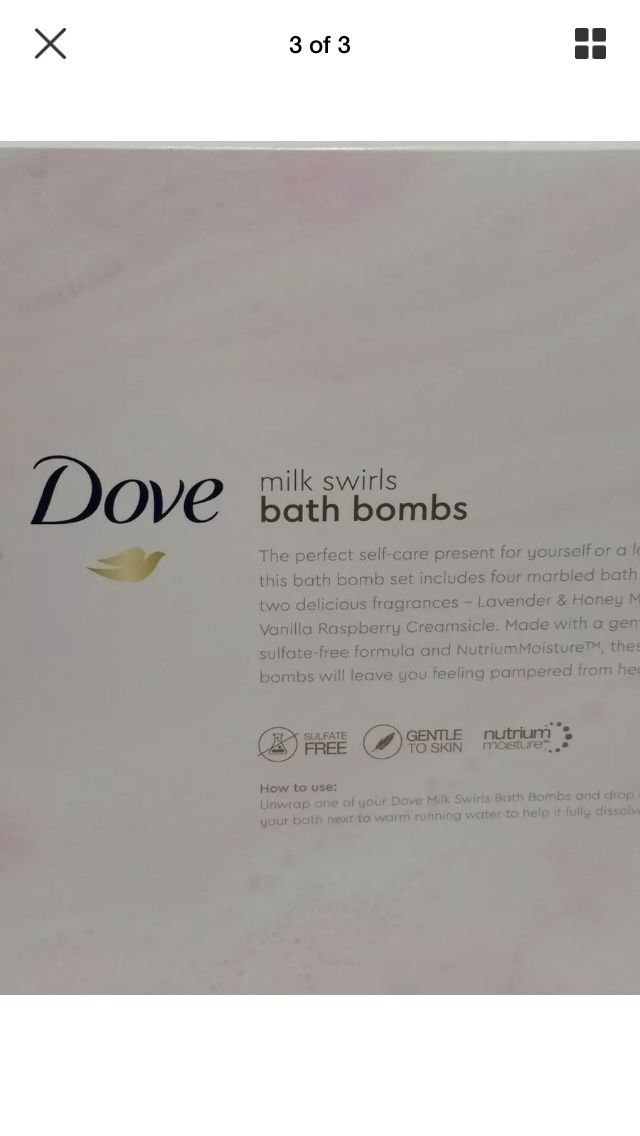 3 of 3
Dove
milk swirls
bath bombs
The perfect self-care present for yourself or a
this bath bomb set includes four marbled bath
two delicious fragrances – Lavender & Honey
Vanilla Raspberry Creamsicle. Made with a
sulfate-free formula and NutriumMoisture™,
bombs will leave you feeling pampered from
SULFATE
FREE
GENTLE
TO SKIN
nutrium
moisture™
How to use:
Unwrap one of your Dove Milk Swirls Bath Bombs and drop
your bath next to warm running water to help it fully